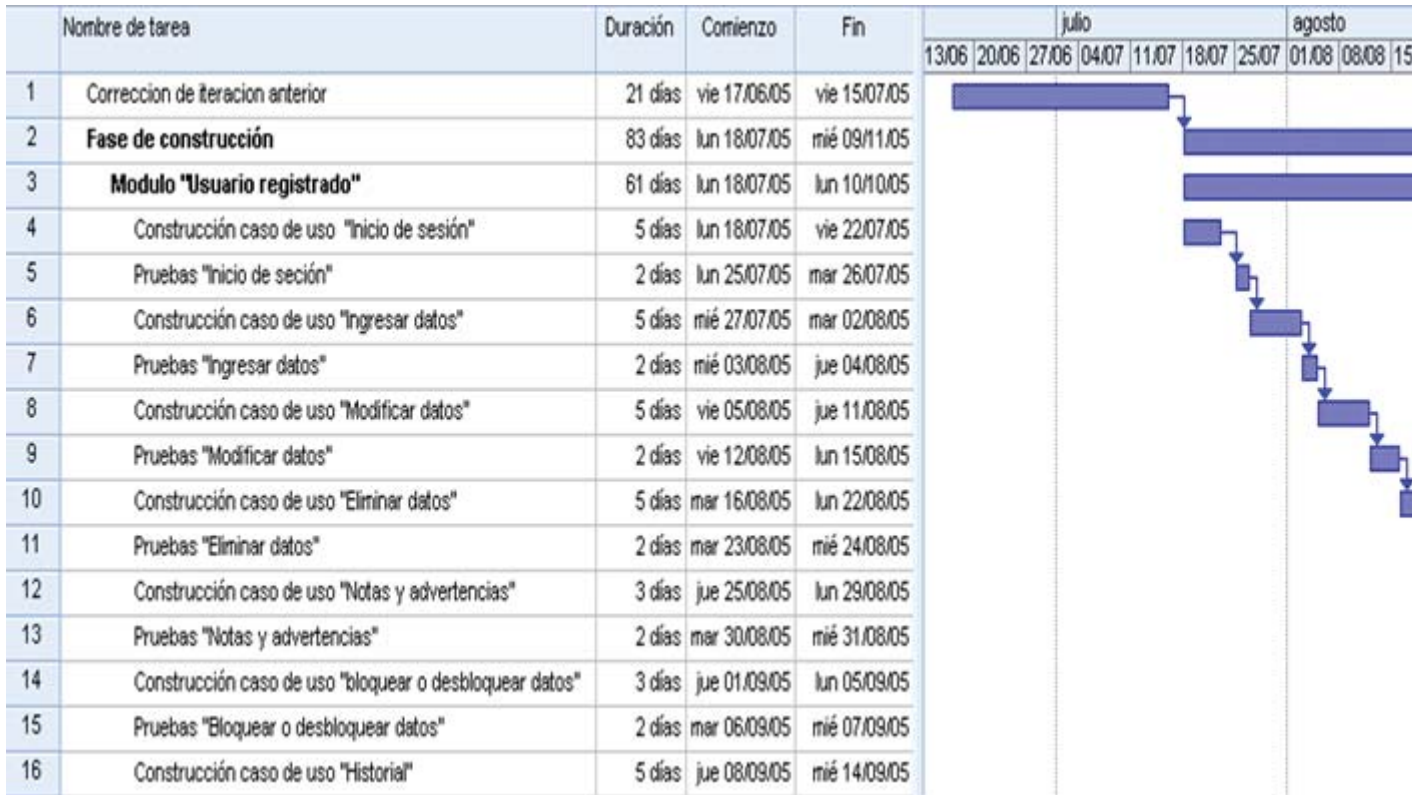 Nombre de tarea Duración Comienzo Fin julio agosto
13/06 20/06 27/06 04/07 11/07 18/07 25/07 01/08 08/08 15
1 Correccion de iteracion anterior 21 días vie 17/06/05 vie 15/07/05
2 Fase de construcción 83 días lun 18/07/05 mié 09/11/05
3 Modulo "Usuario registrado" 61 días lun 18/07/05 lun 10/10/05
4 Construcción caso de uso "Inicio de sesión" 5 días lun 18/07/05 vie 22/07/05
5 Pruebas "Inicio de seción" 2 días lun 25/07/05 mar 26/07/05
6 Construcción caso de uso "Ingresar datos" 5 días mié 27/07/05 mar 02/08/05
7 Pruebas "Ingresar datos" 2 días mié 03/08/05 jue 04/08/05
8 Construcción caso de uso "Modificar datos" 5 días vie 05/08/05 jue 11/08/05
9 Pruebas "Modificar datos" 2 días vie 12/08/05 lun 15/08/05
10 Construcción caso de uso "Eliminar datos" 5 días mar 16/08/05 lun 22/08/05
11 Pruebas "Eliminar datos" 2 días mar 23/08/05 mié 24/08/05
12 Construcción caso de uso "Notas y advertencias" 3 días jue 25/08/05 lun 29/08/05
13 Pruebas "Notas y advertencias" 2 días mar 30/08/05 mié 31/08/05
14 Construcción caso de uso "bloquear o desbloquear datos" 3 días jue 01/09/05 lun 05/09/05
15 Pruebas "Bloquear o desbloquear datos" 2 días mar 06/09/05 mié 07/09/05
16 Construcción caso de uso "Historial" 5 días jue 08/09/05 mié 14/09/05